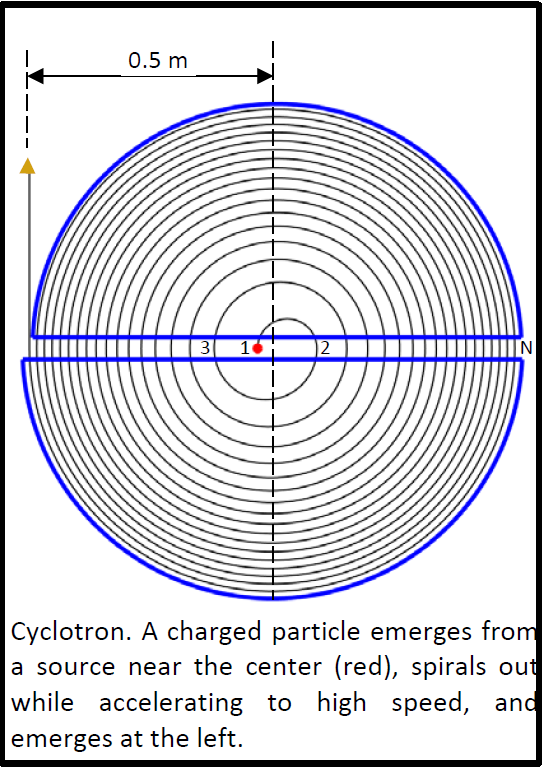 0.5 m
3 1 2 N
Cyclotron. A charged particle emerges from
a source near the center (red), spirals out
while accelerating to high speed, and
emerges at the left.